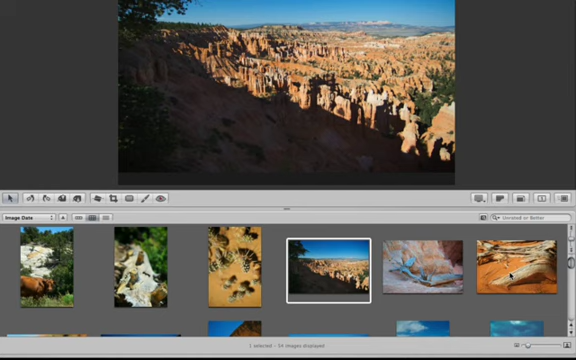 Image Date
Unrated or Better
1 selected - 54 images displayed